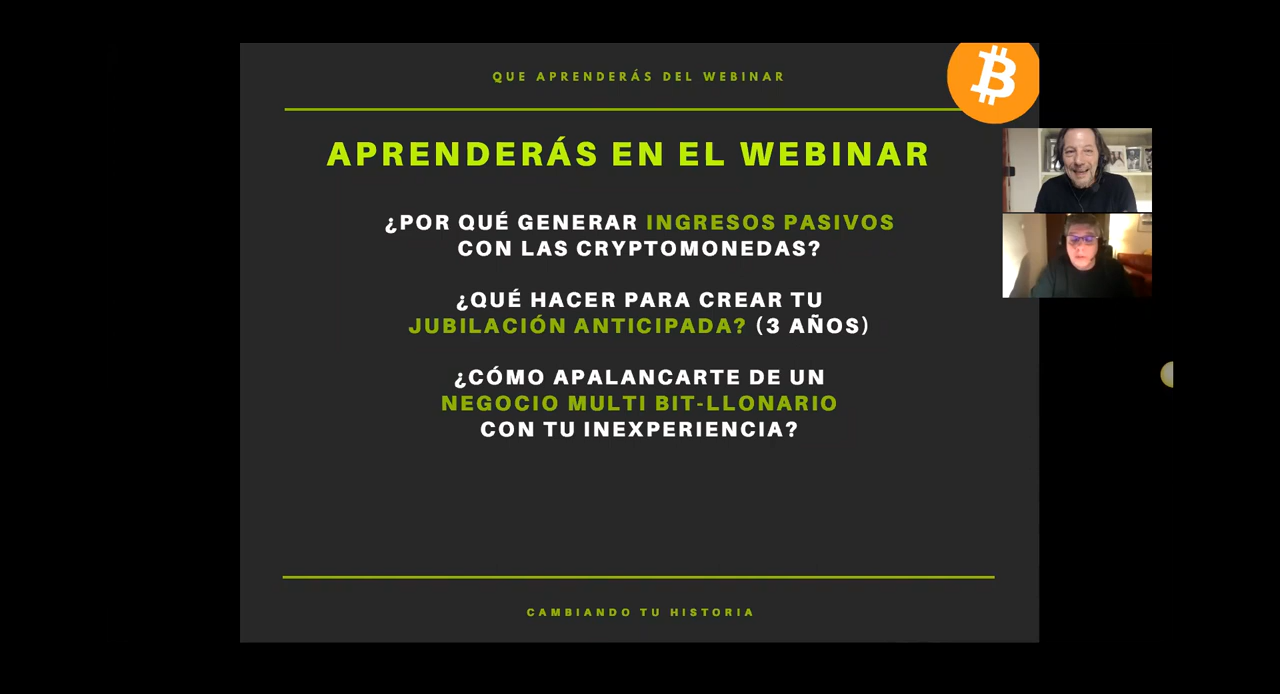 QUE APRENDERÁS DEL WEBINAR
APRENDERÁS EN EL WEBINAR
¿POR QUÉ GENERAR INGRESOS PASIVOS
CON LAS CRYPTOMONEDAS?
¿QUÉ HACER PARA CREAR TU
JUBILACIÓN ANTICIPADA? (3 AÑOS)
¿CÓMO APALANCARTE DE UN
NEGOCIO MULTI BIT-LLONARIO
CON TU INEXPERIENCIA?
CAMBIANDO TU HISTORIA